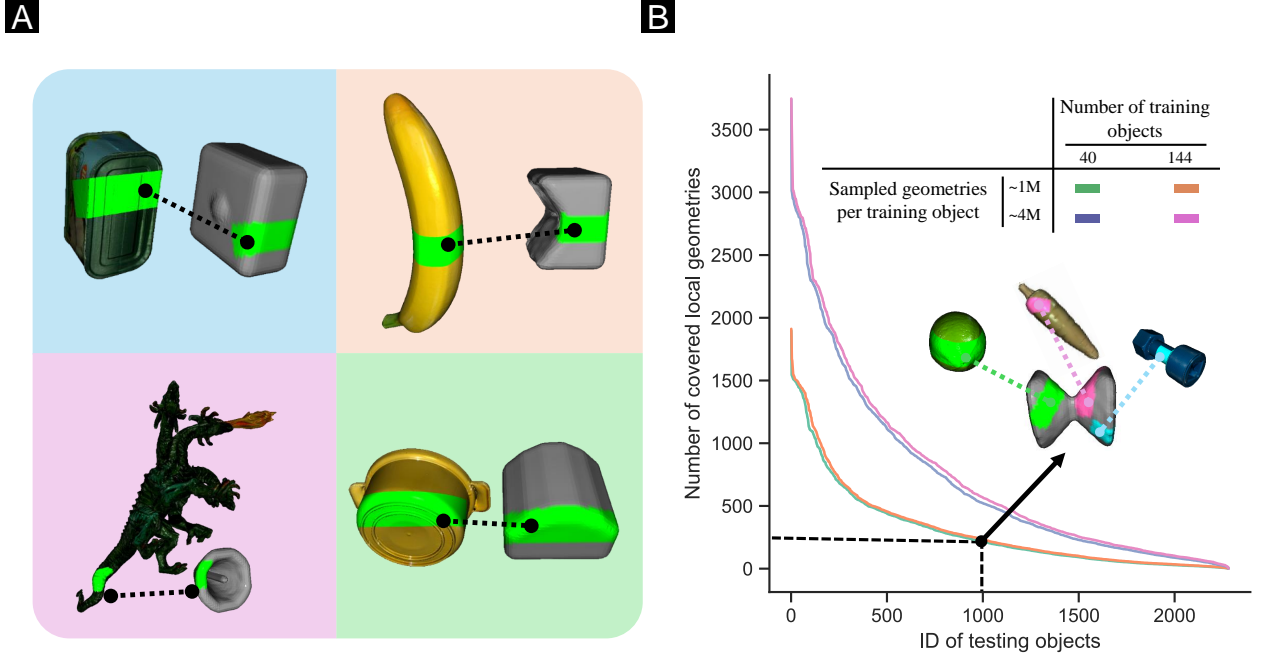 A
B
Number of covered local geometries
3500
3000
2500
2000
1500
1000
500
0
0
500
1000
1500
2000
ID of testing objects
Number of training
objects
40
144
Sampled geometries
per training object
~1M
~4M